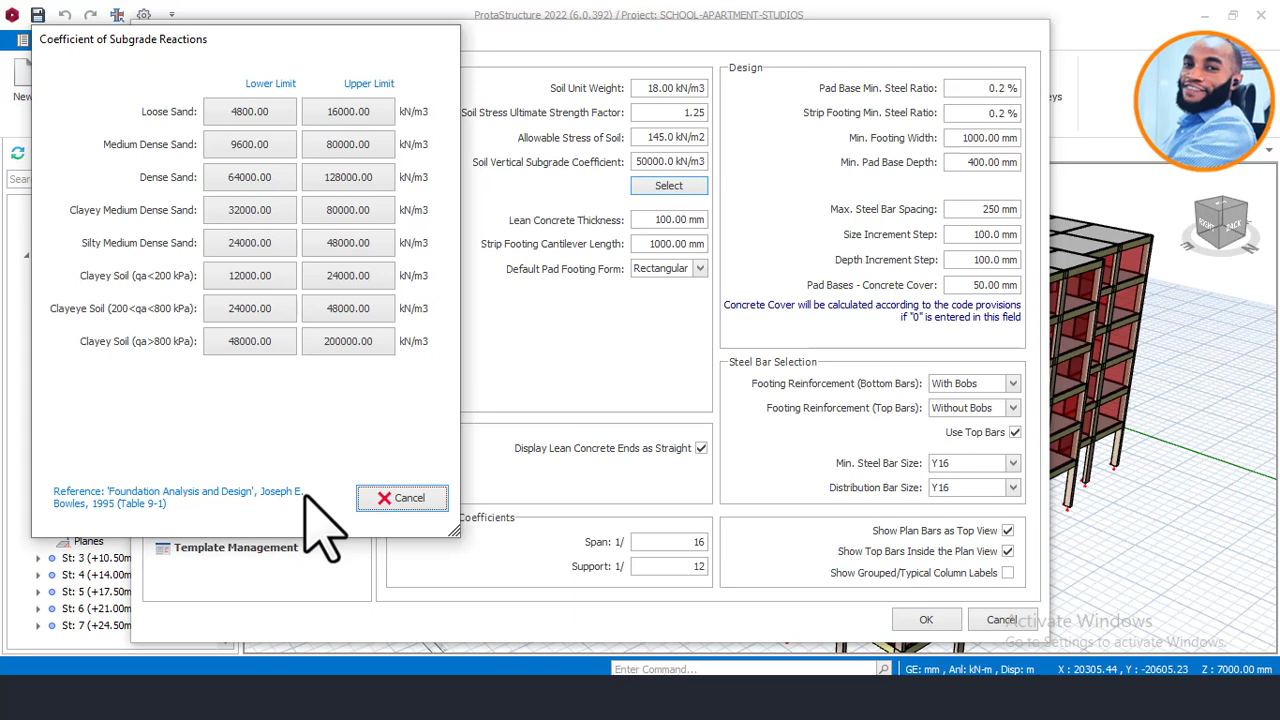 ProtaStructure 2022 (6.0.392) / Project: SCHOOL-APARTMENT-STUDIOS
New
Coefficient of Subgrade Reactions
Lower Limit Upper Limit
Loose Sand: 4800.00 16000.00 kN/m3
Medium Dense Sand: 9600.00 80000.00 kN/m3
Dense Sand: 64000.00 128000.00 kN/m3
Clayey Medium Dense Sand: 32000.00 80000.00 kN/m3
Silty Medium Dense Sand: 24000.00 48000.00 kN/m3
Clayey Soil (qa<200 kPa): 12000.00 24000.00 kN/m3
Clayeye Soil (200<qa<800 kPa): 24000.00 48000.00 kN/m3
Clayey Soil (qa>800 kPa): 48000.00 200000.00 kN/m3
Reference: 'Foundation Analysis and Design', Joseph E.
Bowles, 1995 (Table 9-1)
Cancel
Soil Unit Weight: 18.00 kN/m3
Soil Stress Ultimate Strength Factor: 1.25
Allowable Stress of Soil: 145.0 kN/m2
Soil Vertical Subgrade Coefficient: 50000.0 kN/m3
Select
Lean Concrete Thickness: 100.00 mm
Strip Footing Cantilever Length: 1000.00 mm
Default Pad Footing Form: Rectangular
Display Lean Concrete Ends as Straight
Coefficients
Span: 1/ 16
Support: 1/ 12
Design
Pad Base Min. Steel Ratio: 0.2 %
Strip Footing Min. Steel Ratio: 0.2 %
Min. Footing Width: 1000.00 mm
Min. Pad Base Depth: 400.00 mm
Max. Steel Bar Spacing: 250 mm
Size Increment Step: 100.0 mm
Depth Increment Step: 100.0 mm
Pad Bases - Concrete Cover: 50.00 mm
Concrete Cover will be calculated according to the code provisions
if "0" is entered in this field
Steel Bar Selection
Footing Reinforcement (Bottom Bars): With Bobs
Footing Reinforcement (Top Bars): Without Bobs
Use Top Bars
Min. Steel Bar Size: Y16
Distribution Bar Size: Y16
Show Plan Bars as Top View
Show Top Bars Inside the Plan View
Show Grouped/Typical Column Labels
OK Cancel
Template Management
Planes
St: 3 (+10.50m
St: 4 (+14.00m
St: 5 (+17.50m
St: 6 (+21.00m
St: 7 (+24.50m
RIGHT BACK
Activate Windows
Go to Settings to activate Windows.
Enter Command...
GE: mm , Anl: kN-m , Disp: m X : 20305.44 , Y : -20605.23 Z : 7000.00 mm